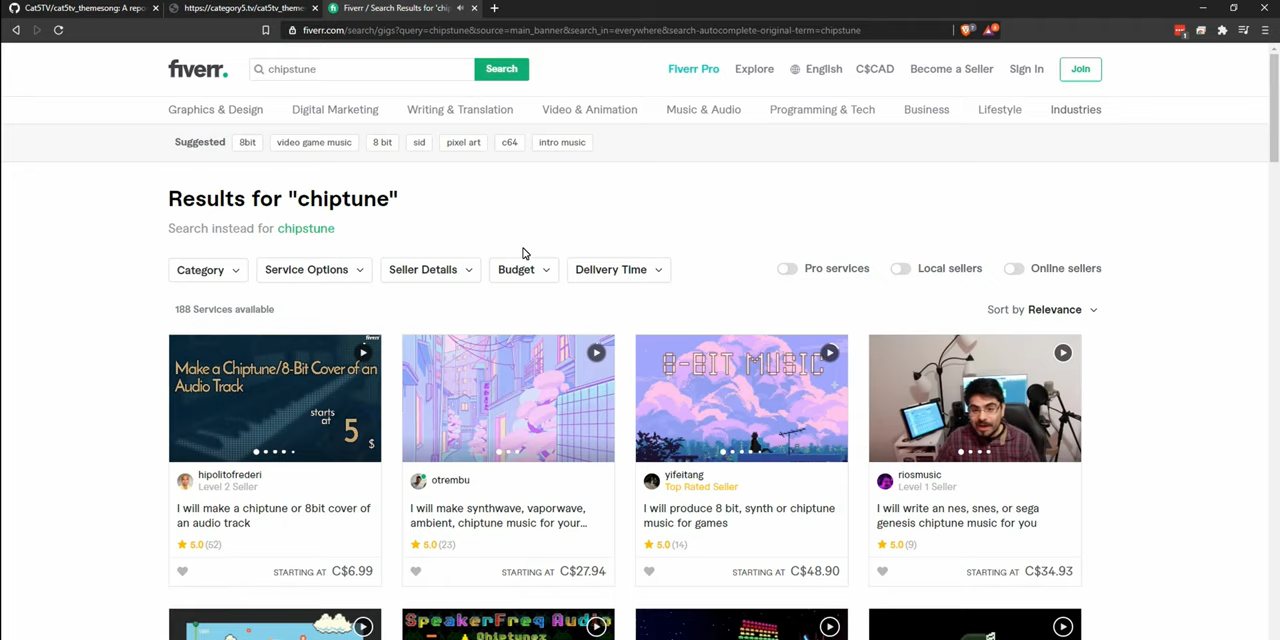 Cat5TV/cat5tv_themesong: A repo
https://category5.tv/cat5tv_theme
Fiverr / Search Results for 'chip
fiverr.com/search/gigs?query=chipstune&source=main_banner&search_in=everywhere&search-autocomplete-original-term=chipstune
fiverr. chipstune Search Fiverr Pro Explore English C$CAD Become a Seller Sign In Join
Graphics & Design Digital Marketing Writing & Translation Video & Animation Music & Audio Programming & Tech Business Lifestyle Industries
Suggested 8bit video game music 8 bit sid pixel art c64 intro music
Results for "chiptune"
Search instead for chipstune
Category Service Options Seller Details Budget Delivery Time Pro services Local sellers Online sellers
188 Services available Sort by Relevance
fiverr
Make a Chiptune/8-Bit Cover of an
Audio Track
starts
at 5 $
hipolitofrederi
Level 2 Seller
I will make a chiptune or 8bit cover of
an audio track
5.0 (52)
STARTING AT C$6.99
otrembu
I will make synthwave, vaporwave,
ambient, chiptune music for your...
5.0 (23)
STARTING AT C$27.94
8-BIT MUSIC
yifeitang
Top Rated Seller
I will produce 8 bit, synth or chiptune
music for games
5.0 (14)
STARTING AT C$48.90
riosmusic
Level 1 Seller
I will write an nes, snes, or sega
genesis chiptune music for you
5.0 (9)
STARTING AT C$34.93
SpeakerFreq Audio
Chiptunez